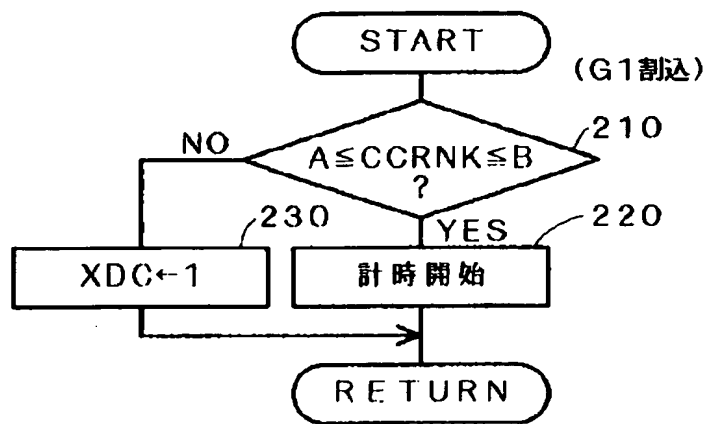 START
(G1割込)
210
NO
A≦CCRNK≦B
?
230
YES
220
XDC←1
計時開始
RETURN